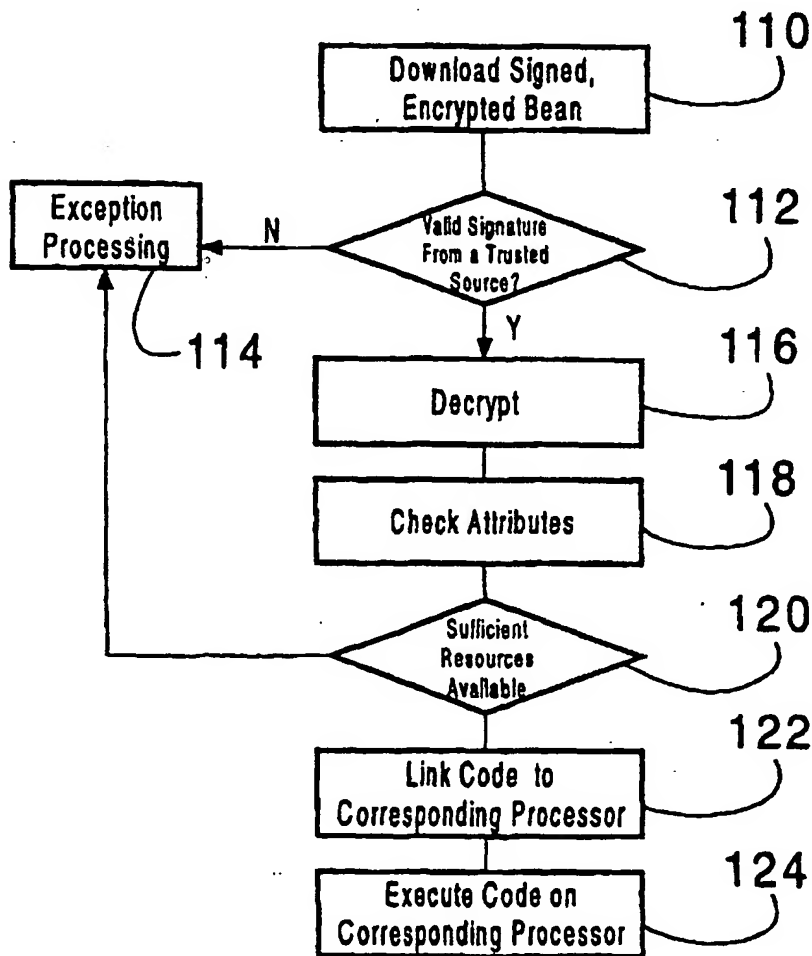 110
Download Signed,
Encrypted Bean
112
Valid Signature
From a Trusted
Source?
N
Exception
Processing
114
Y
116
Decrypt
118
Check Attributes
120
Sufficient
Resources
Available
122
Link Code to
Corresponding Processor
124
Execute Code on
Corresponding Processor